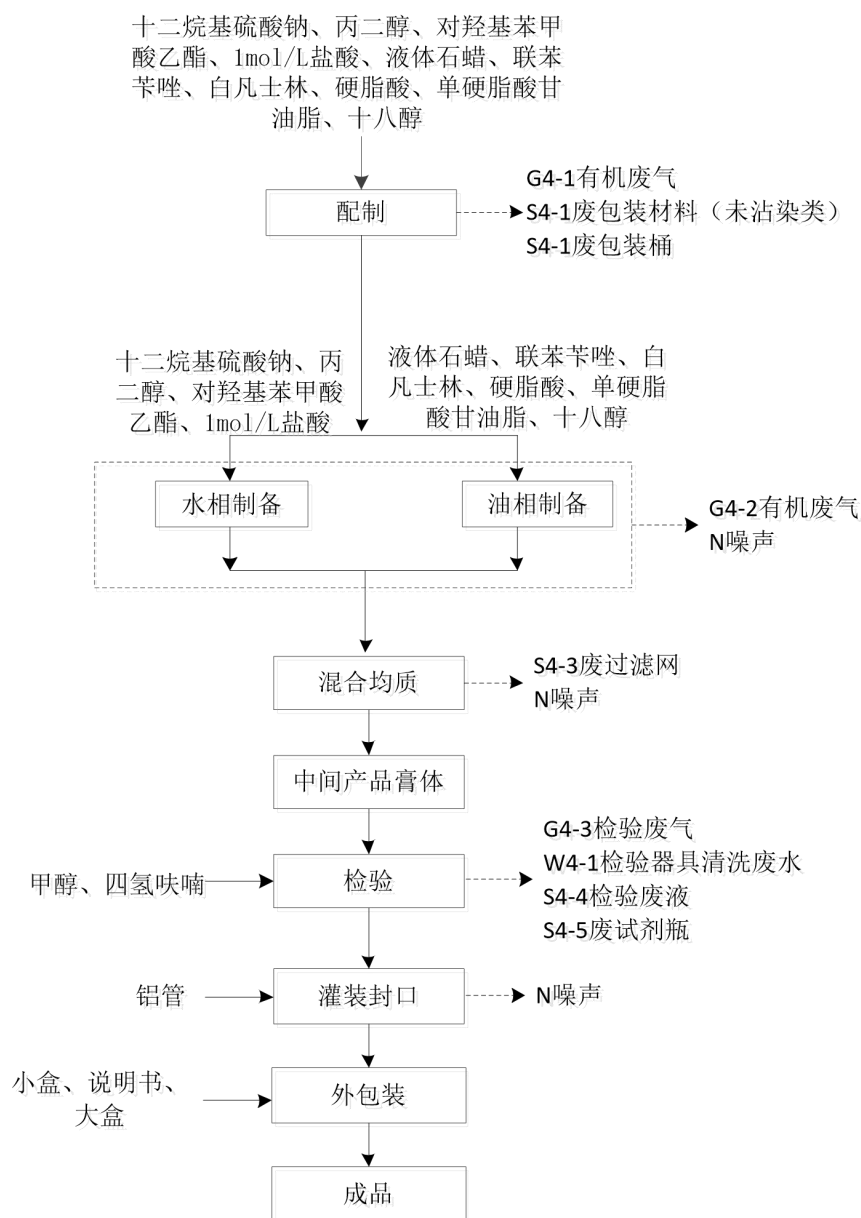 十二烷基硫酸钠、丙二醇、对羟基苯甲
酸乙酯、1mol/L盐酸、液体石蜡、联苯
苄唑、白凡士林、硬脂酸、单硬脂酸甘
油脂、十八醇
配制
G4-1有机废气
S4-1废包装材料（未沾染类）
S4-1废包装桶
十二烷基硫酸钠、丙
二醇、对羟基苯甲酸
乙酯、1mol/L盐酸
液体石蜡、联苯苄唑、白
凡士林、硬脂酸、单硬脂
酸甘油脂、十八醇
水相制备
油相制备
G4-2有机废气
N噪声
混合均质
S4-3废过滤网
N噪声
中间产品膏体
甲醇、四氢呋喃
检验
G4-3检验废气
W4-1检验器具清洗废水
S4-4检验废液
S4-5废试剂瓶
铝管
灌装封口
N噪声
小盒、说明书、
大盒
外包装
成品